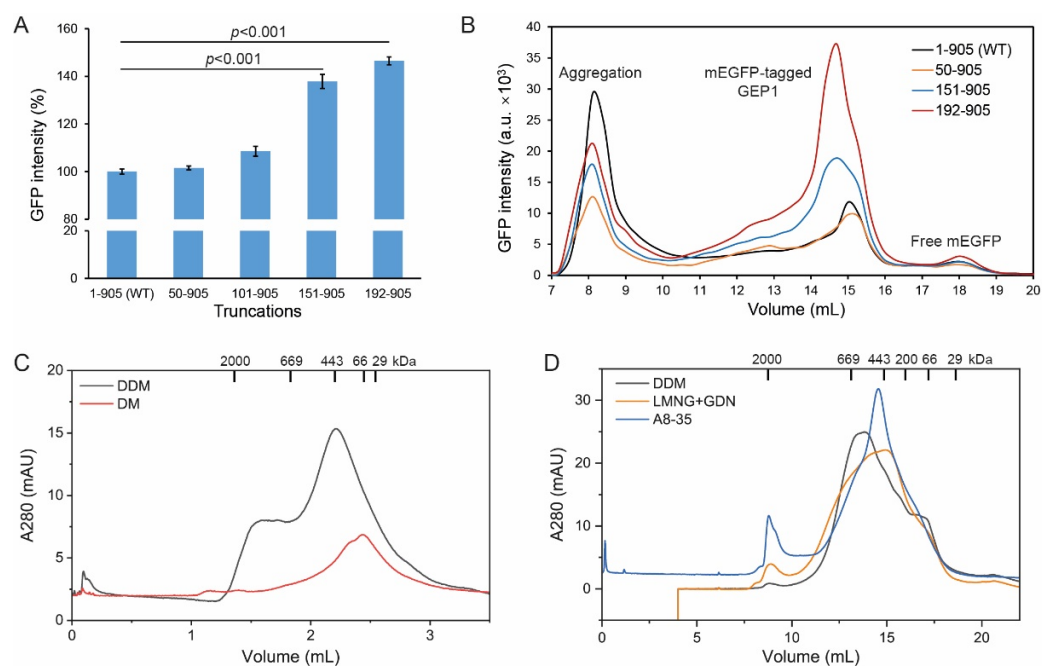 A
p<0.001
p<0.001
GFP intensity (%)
160
140
120
100
80
20
0
1-905 (WT) 50-905 101-905 151-905 192-905
Truncations
B
GFP intensity (a.u. ×10³)
40
35
30
25
20
15
10
5
0
Aggregation
mEGFP-tagged
GEP1
1-905 (WT)
50-905
151-905
192-905
Free mEGFP
7 8 9 10 11 12 13 14 15 16 17 18 19 20
Volume (mL)
C
2000 669 443 66 29 kDa
DDM
DM
A280 (mAU)
20
15
10
5
0
0 1 2 3
Volume (mL)
D
2000 669 443 200 66 29 kDa
DDM
LMNG+GDN
A8-35
A280 (mAU)
30
20
10
0
0 5 10 15 20
Volume (mL)